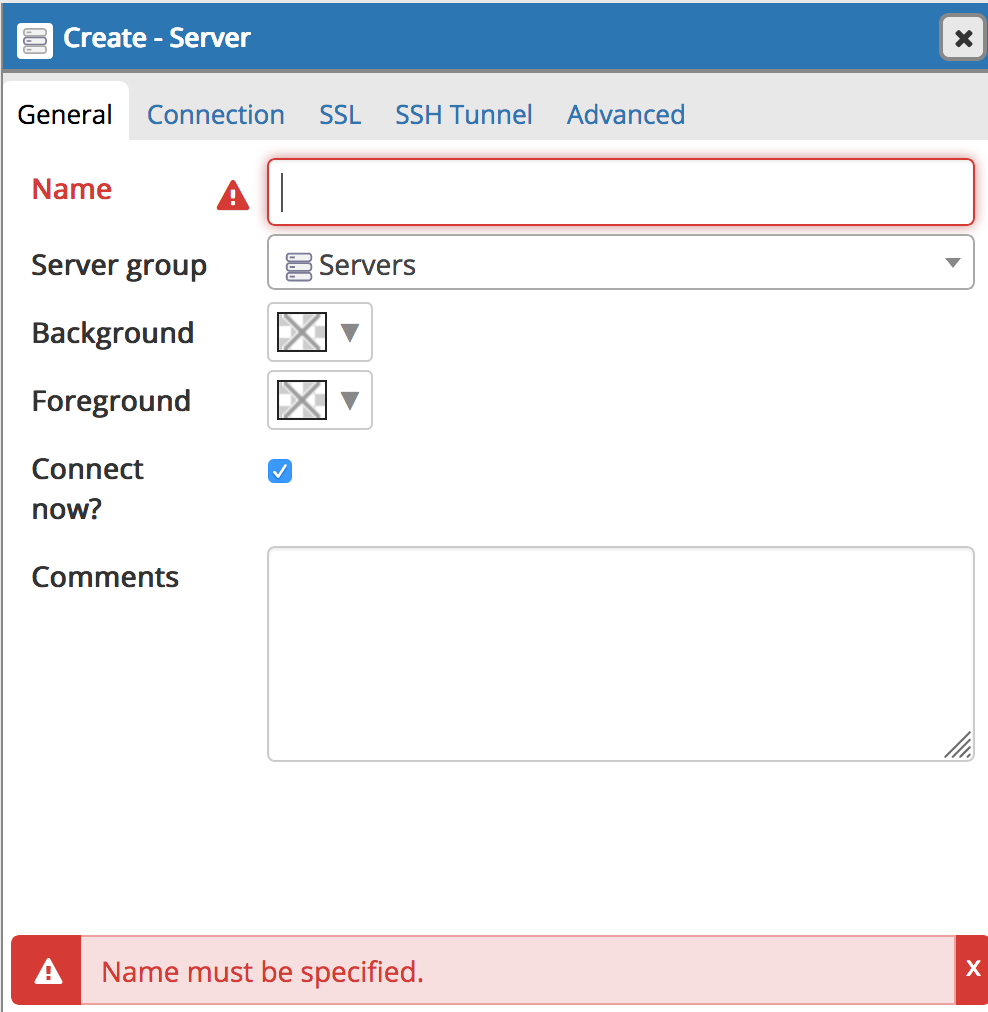 Create - Server
General Connection SSL SSH Tunnel Advanced
Name
Server group Servers
Background
Foreground
Connect
now?
Comments
Name must be specified. X